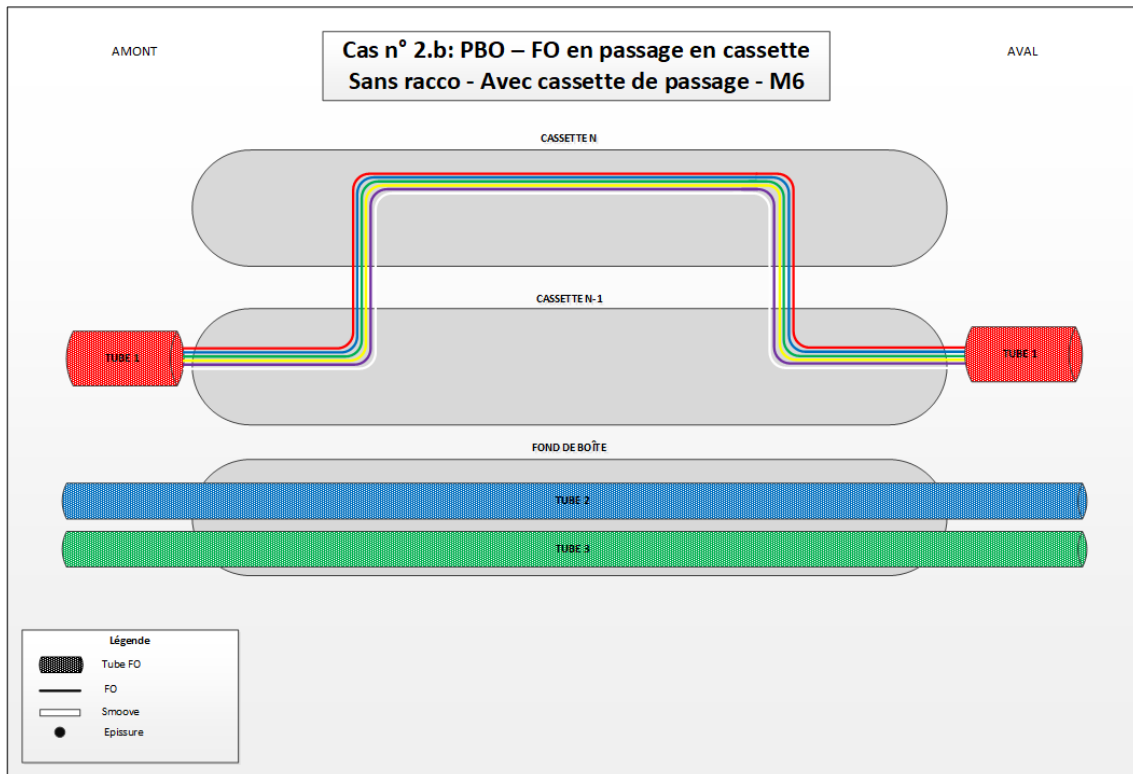 AMONT
Cas n° 2.b: PBO – FO en passage en cassette
Sans racco - Avec cassette de passage - M6
AVAL
CASSETTE N
CASSETTE N-1
TUBE 1
TUBE 1
FOND DE BOÎTE
TUBE 2
TUBE 3
Légende
Tube FO
FO
Smoove
Epissure